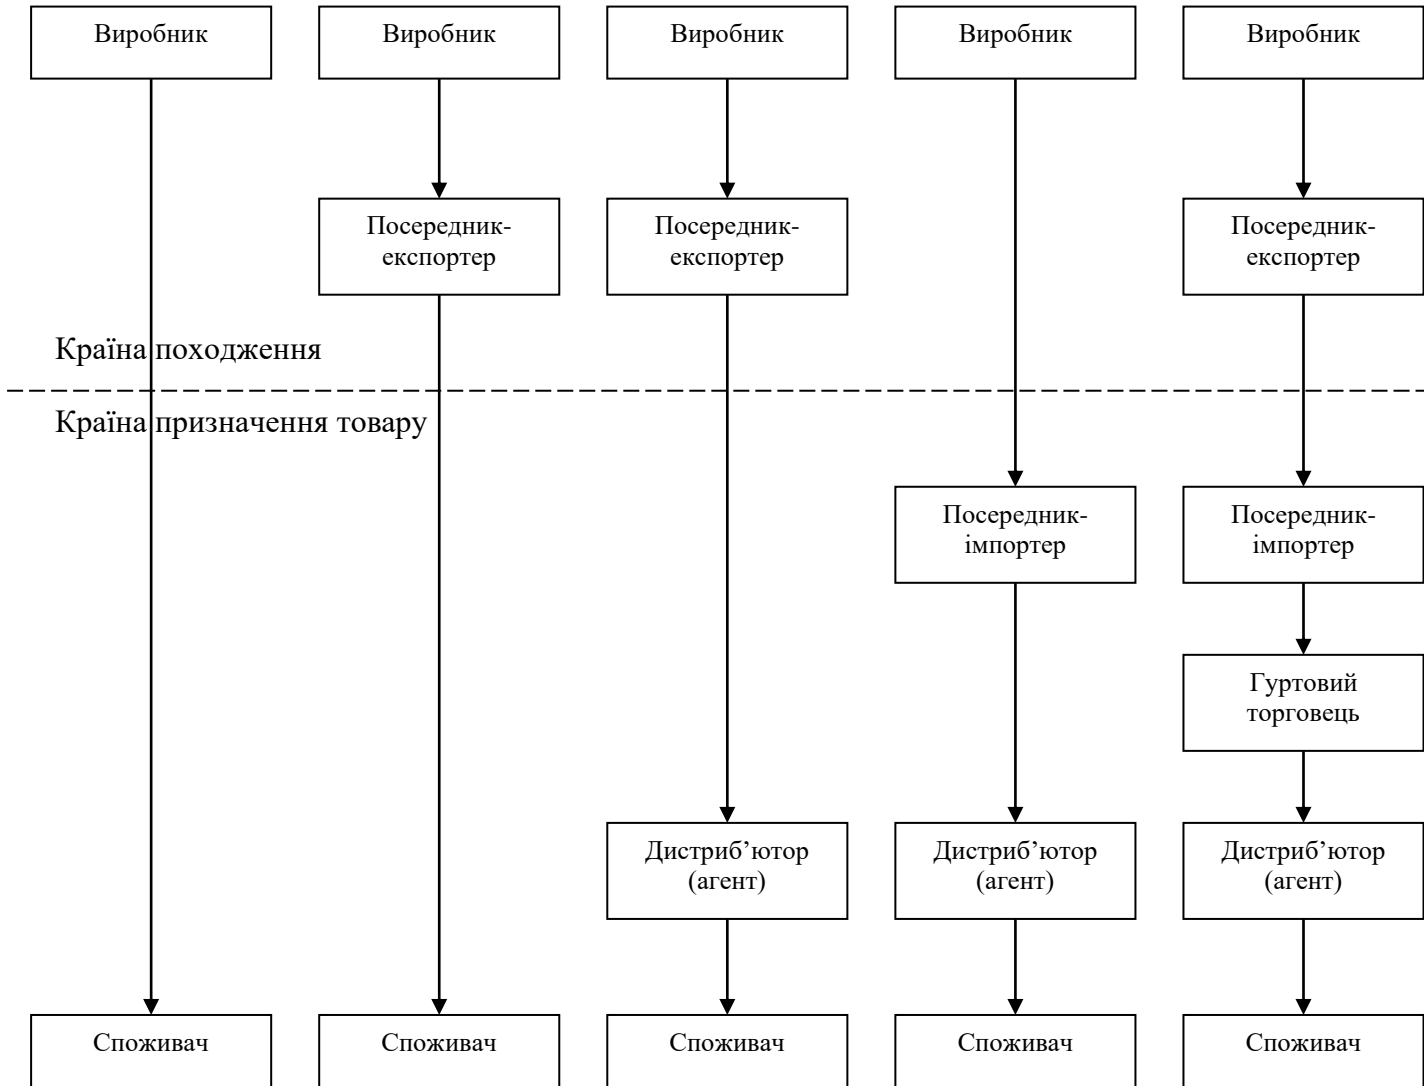 Виробник
Виробник
Виробник
Виробник
Виробник
Посередник-
експортер
Посередник-
експортер
Посередник-
експортер
Країна походження
Країна призначення товару
Посередник-
імпортер
Посередник-
імпортер
Гуртовий
торговець
Дистриб’ютор
(агент)
Дистриб’ютор
(агент)
Дистриб’ютор
(агент)
Споживач
Споживач
Споживач
Споживач
Споживач